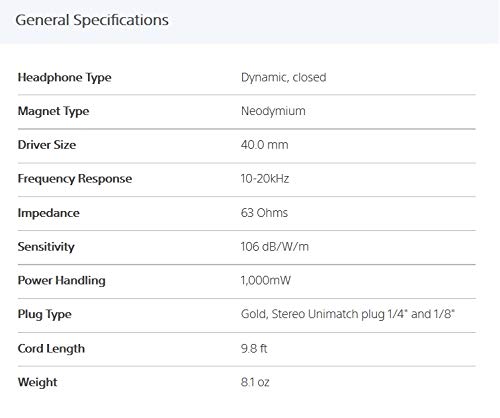 General Specifications
Headphone Type Dynamic, closed
Magnet Type Neodymium
Driver Size 40.0 mm
Frequency Response 10-20kHz
Impedance 63 Ohms
Sensitivity 106 dB/W/m
Power Handling 1,000mW
Plug Type Gold, Stereo Unimatch plug 1/4" and 1/8"
Cord Length 9.8 ft
Weight 8.1 oz